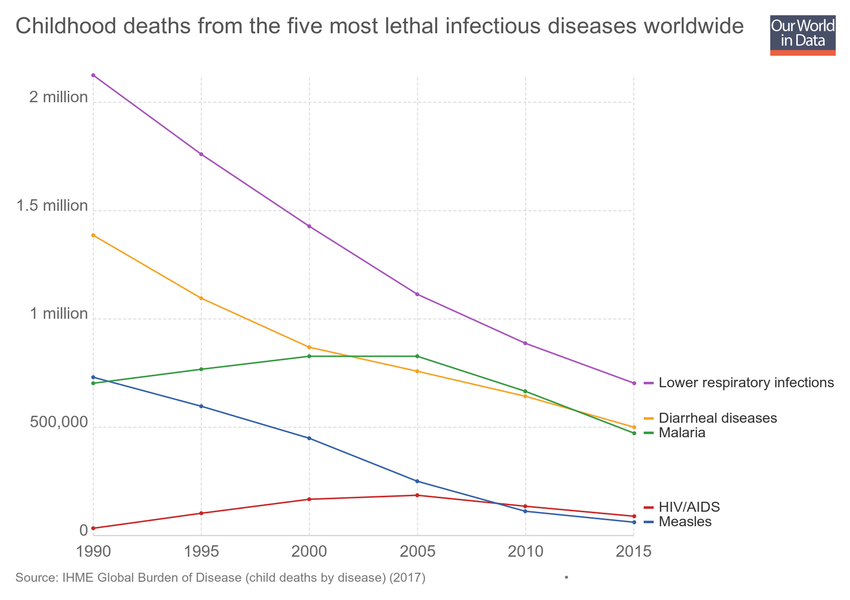 Childhood deaths from the five most lethal infectious diseases worldwide
Our World
in Data
2 million
1.5 million
1 million
500,000
0
Lower respiratory infections
Diarrheal diseases
Malaria
HIV/AIDS
Measles
1990 1995 2000 2005 2010 2015
Source: IHME Global Burden of Disease (child deaths by disease) (2017) •